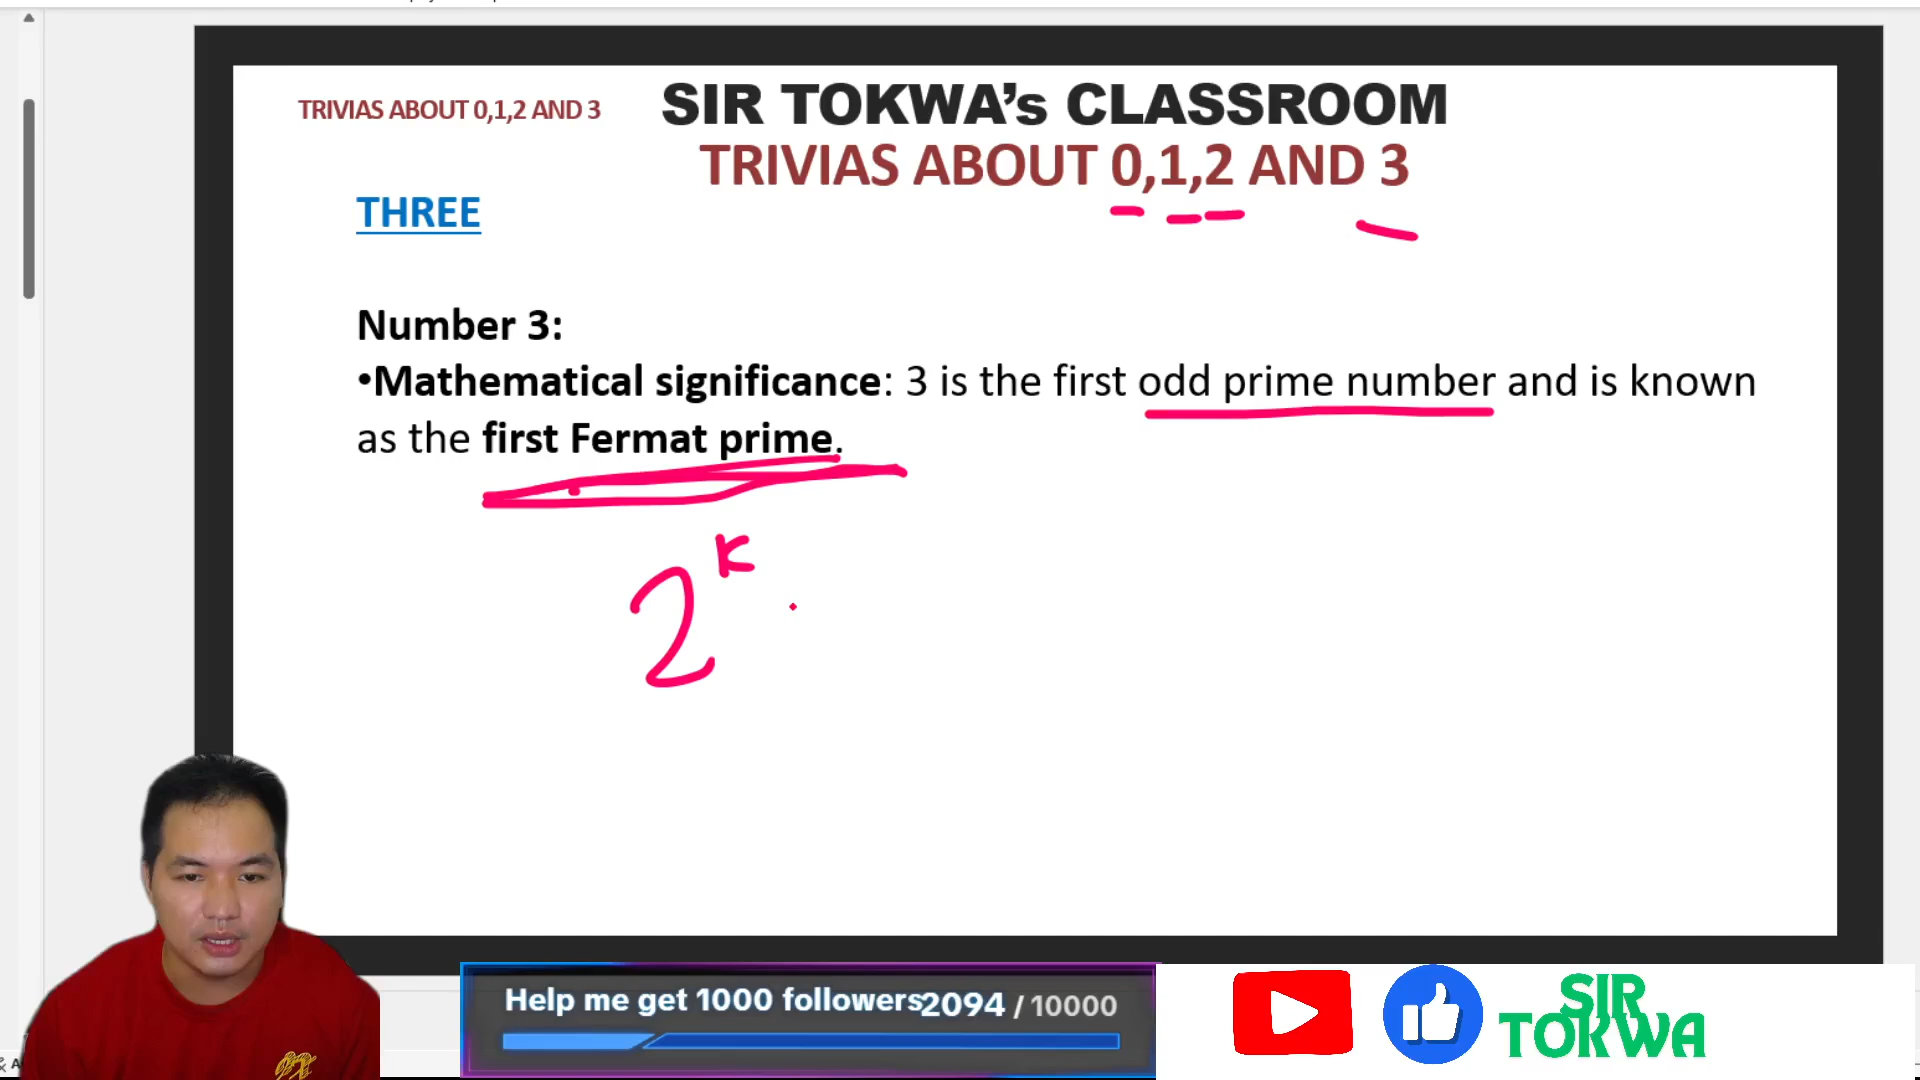 TRIVIAS ABOUT 0,1,2 AND 3
SIR TOKWA's CLASSROOM
TRIVIAS ABOUT 0,1,2 AND 3
THREE
Number 3:
•Mathematical significance: 3 is the first odd prime number and is known
as the first Fermat prime.
2^K
Help me get 1000 followers 2094 / 10000
SIR
TOKWA